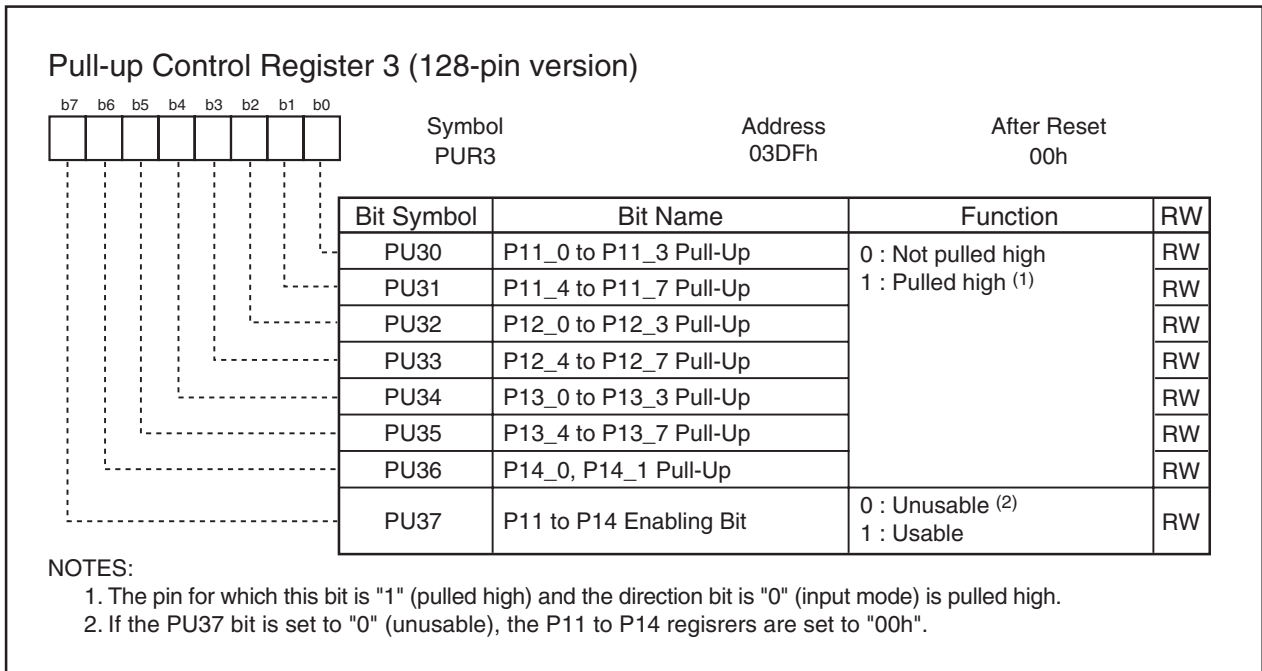 Pull-up Control Register 3 (128-pin version)
b7 b6 b5 b4 b3 b2 b1 b0
Symbol Address After Reset
PUR3 03DFh 00h
Bit Symbol Bit Name Function RW
PU30 P11_0 to P11_3 Pull-Up 0 : Not pulled high RW
PU31 P11_4 to P11_7 Pull-Up 1 : Pulled high (1) RW
PU32 P12_0 to P12_3 Pull-Up RW
PU33 P12_4 to P12_7 Pull-Up RW
PU34 P13_0 to P13_3 Pull-Up RW
PU35 P13_4 to P13_7 Pull-Up RW
PU36 P14_0, P14_1 Pull-Up RW
PU37 P11 to P14 Enabling Bit 0 : Unusable (2) RW
1 : Usable
NOTES:
1. The pin for which this bit is "1" (pulled high) and the direction bit is "0" (input mode) is pulled high.
2. If the PU37 bit is set to "0" (unusable), the P11 to P14 regisrers are set to "00h".